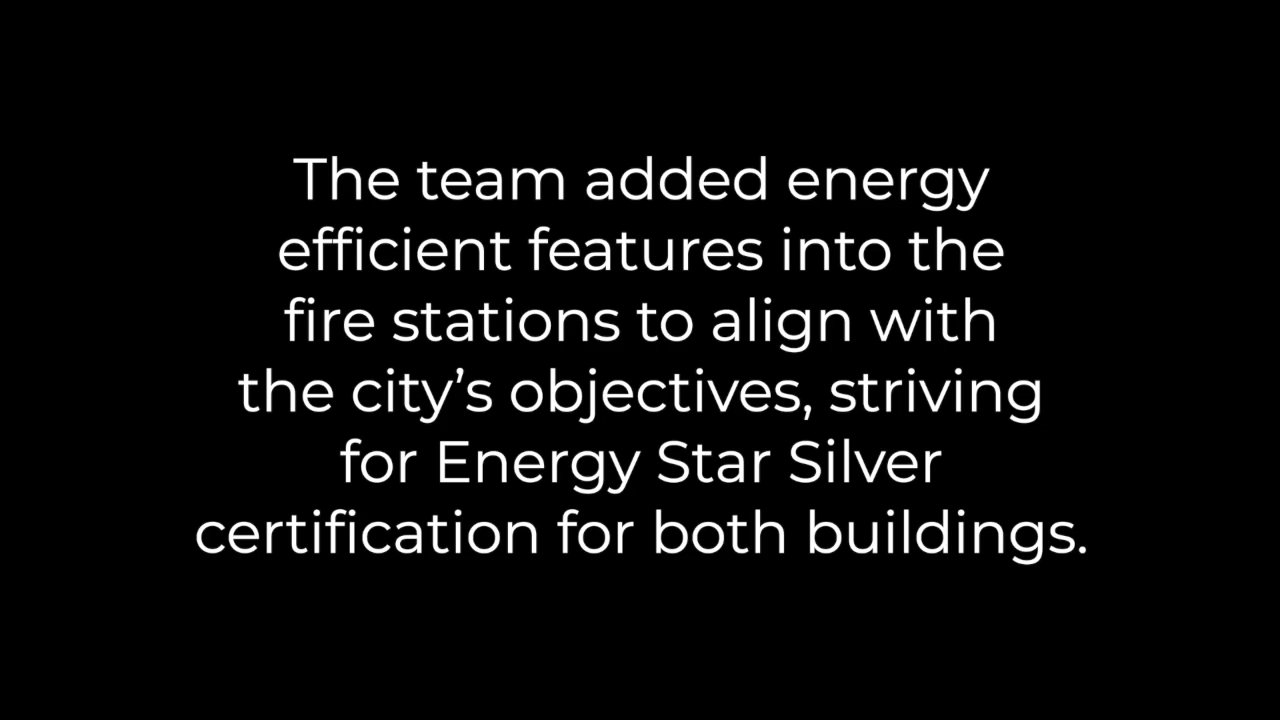 The team added energy
efficient features into the
fire stations to align with
the city’s objectives, striving
for Energy Star Silver
certification for both buildings.